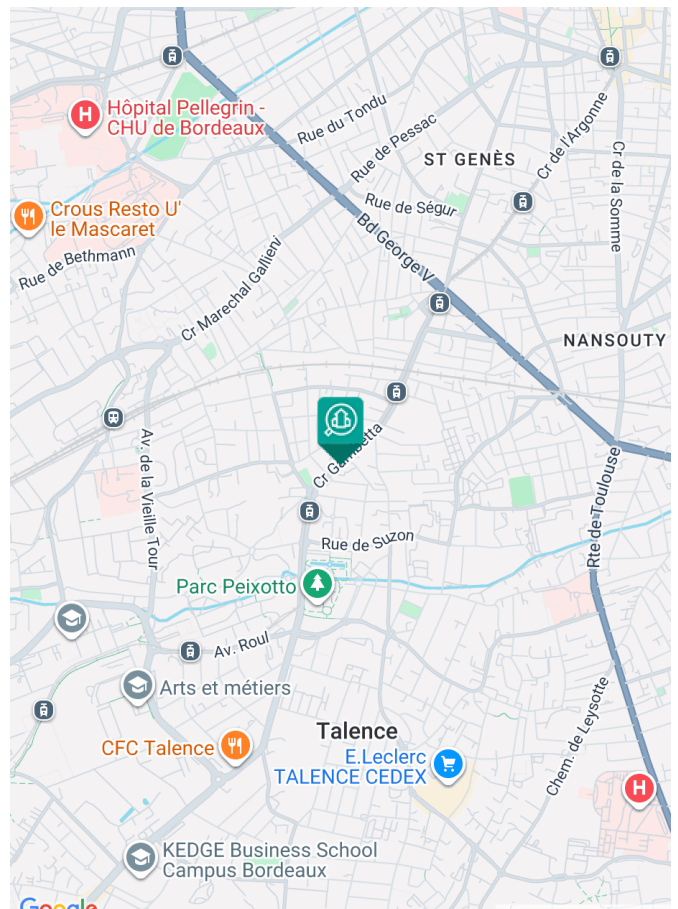 Hôpital Pellegrin -
CHU de Bordeaux
Rue du Tondu
Rue de Pessac
ST GENÈS
Cr de l'Argonne
Cr de la Somme
Crous Resto U'
le Mascaret
Rue de Ségur
Bd George V
Rue de Bethmann
Cr Marechal Gallieni
NANSOUTY
Cr Gambetta
Av. de la Vieille Tour
Rte de Toulouse
Rue de Suzon
Parc Peixotto
Av. Roul
Arts et métiers
Chem. de Leysotte
Talence
CFC Talence
E.Leclerc
TALENCE CEDEX
H
H
KEDGE Business School
Campus Bordeaux
Google